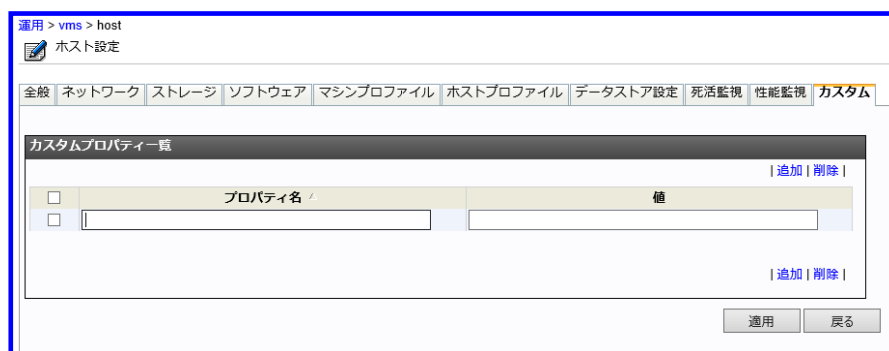 運用 > vms > host
ホスト設定
全般 ネットワーク ストレージ ソフトウェア マシンプロファイル ホストプロファイル データストア設定 死活監視 性能監視 カスタム
カスタムプロパティ一覧
| 追加 | 削除 |
プロパティ名 値
| 追加 | 削除 |
適用 戻る